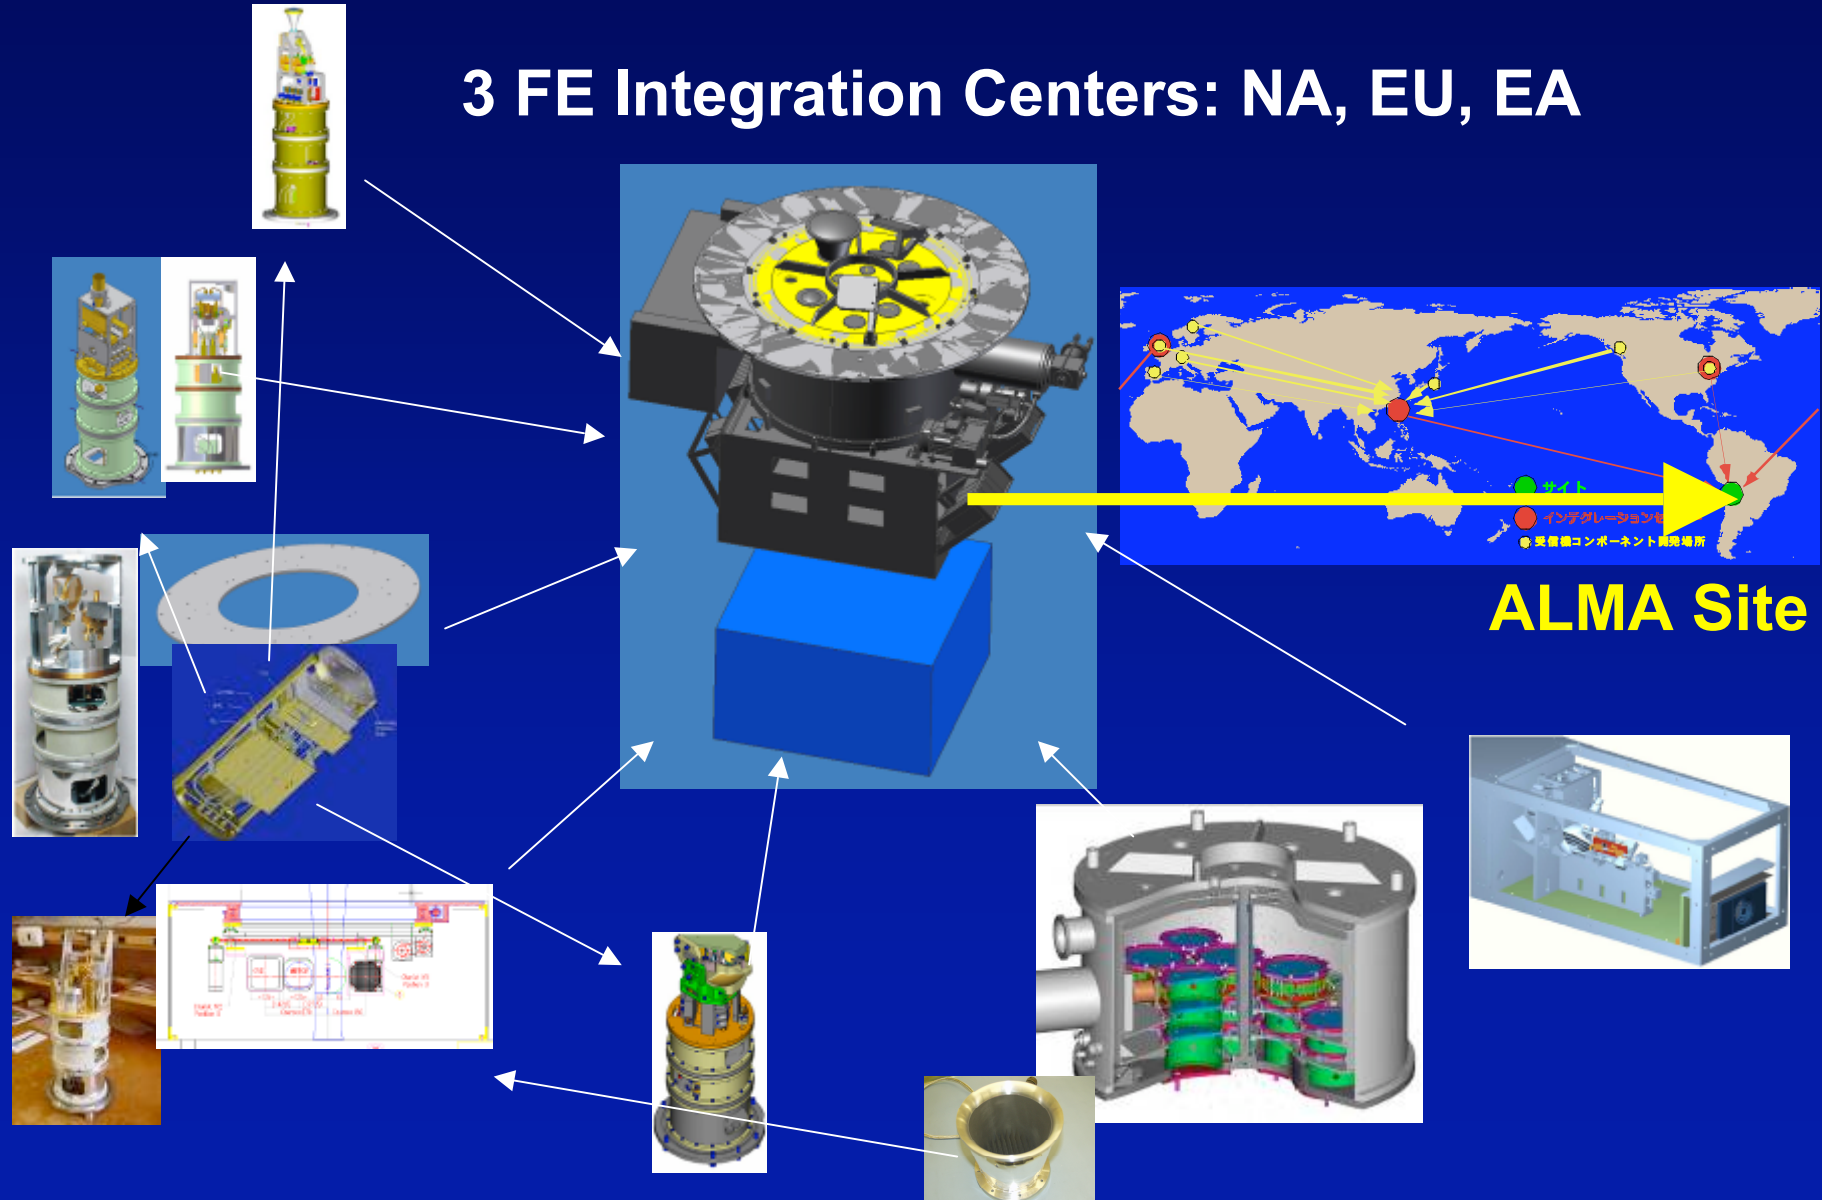 3 FE Integration Centers: NA, EU, EA
サイト
インテグレーションセ
受信機コンポーネント開発場所
ALMA Site